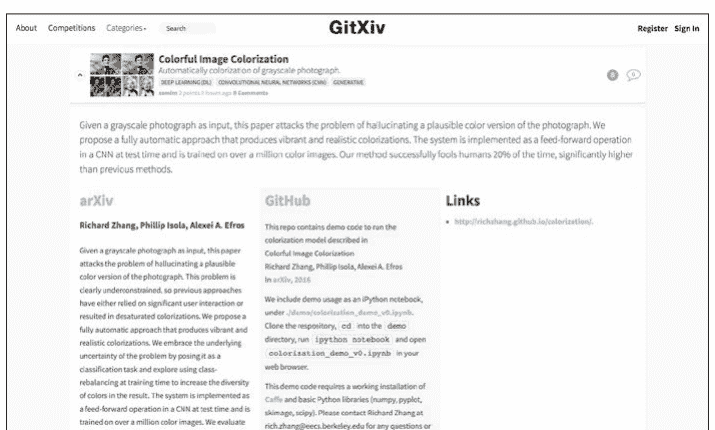 About Competitions Categories Search GitXiv Register Sign In
Colorful Image Colorization
Automatically colorization of grayscale photograph.
DEEP LEARNING (DL) CONVOLUTIONAL NEURAL NETWORKS (CNN) GENERATIVE
2 points 5 hours ago 0 Comments
Given a grayscale photograph as input, this paper attacks the problem of hallucinating a plausible color version of the photograph. We
propose a fully automatic approach that produces vibrant and realistic colorizations. The system is implemented as a feed-forward operation
in a CNN at test time and is trained on over a million color images. Our method successfully fools humans 20% of the time, significantly higher
than previous methods.
arXiv
Richard Zhang, Phillip Isola, Alexei A. Efros
Given a grayscale photograph as input, this paper
attacks the problem of hallucinating a plausible
color version of the photograph. This problem is
clearly underconstrained, so previous approaches
have either relied on significant user interaction or
resulted in desaturated colorizations. We propose a
fully automatic approach that produces vibrant and
realistic colorizations. We embrace the underlying
uncertainty of the problem by posing it as a
classification task and explore using class-
rebalancing at training time to increase the diversity
of colors in the result. The system is implemented as
a feed-forward operation in a CNN at test time and is
trained on over a million color images. We evaluate
GitHub
This repo contains demo code to run the
colorization model described in
Colorful Image Colorization
Richard Zhang, Phillip Isola, Alexei A. Efros
In arXiv, 2016
We include demo usage as an iPython notebook,
under ./demo/colorization_demo_v0.ipynb.
Clone the respository, cd into the demo
directory, run ipython notebook and open
colorization_demo_v0.ipynb in your
web browser.
This demo code requires a working installation of
Caffe and basic Python libraries (numpy, pyplot,
skimage, scipy). Please contact Richard Zhang at
rich.zhang@eecs.berkeley.edu for any questions or
Links
http://richzhang.github.io/colorization/.